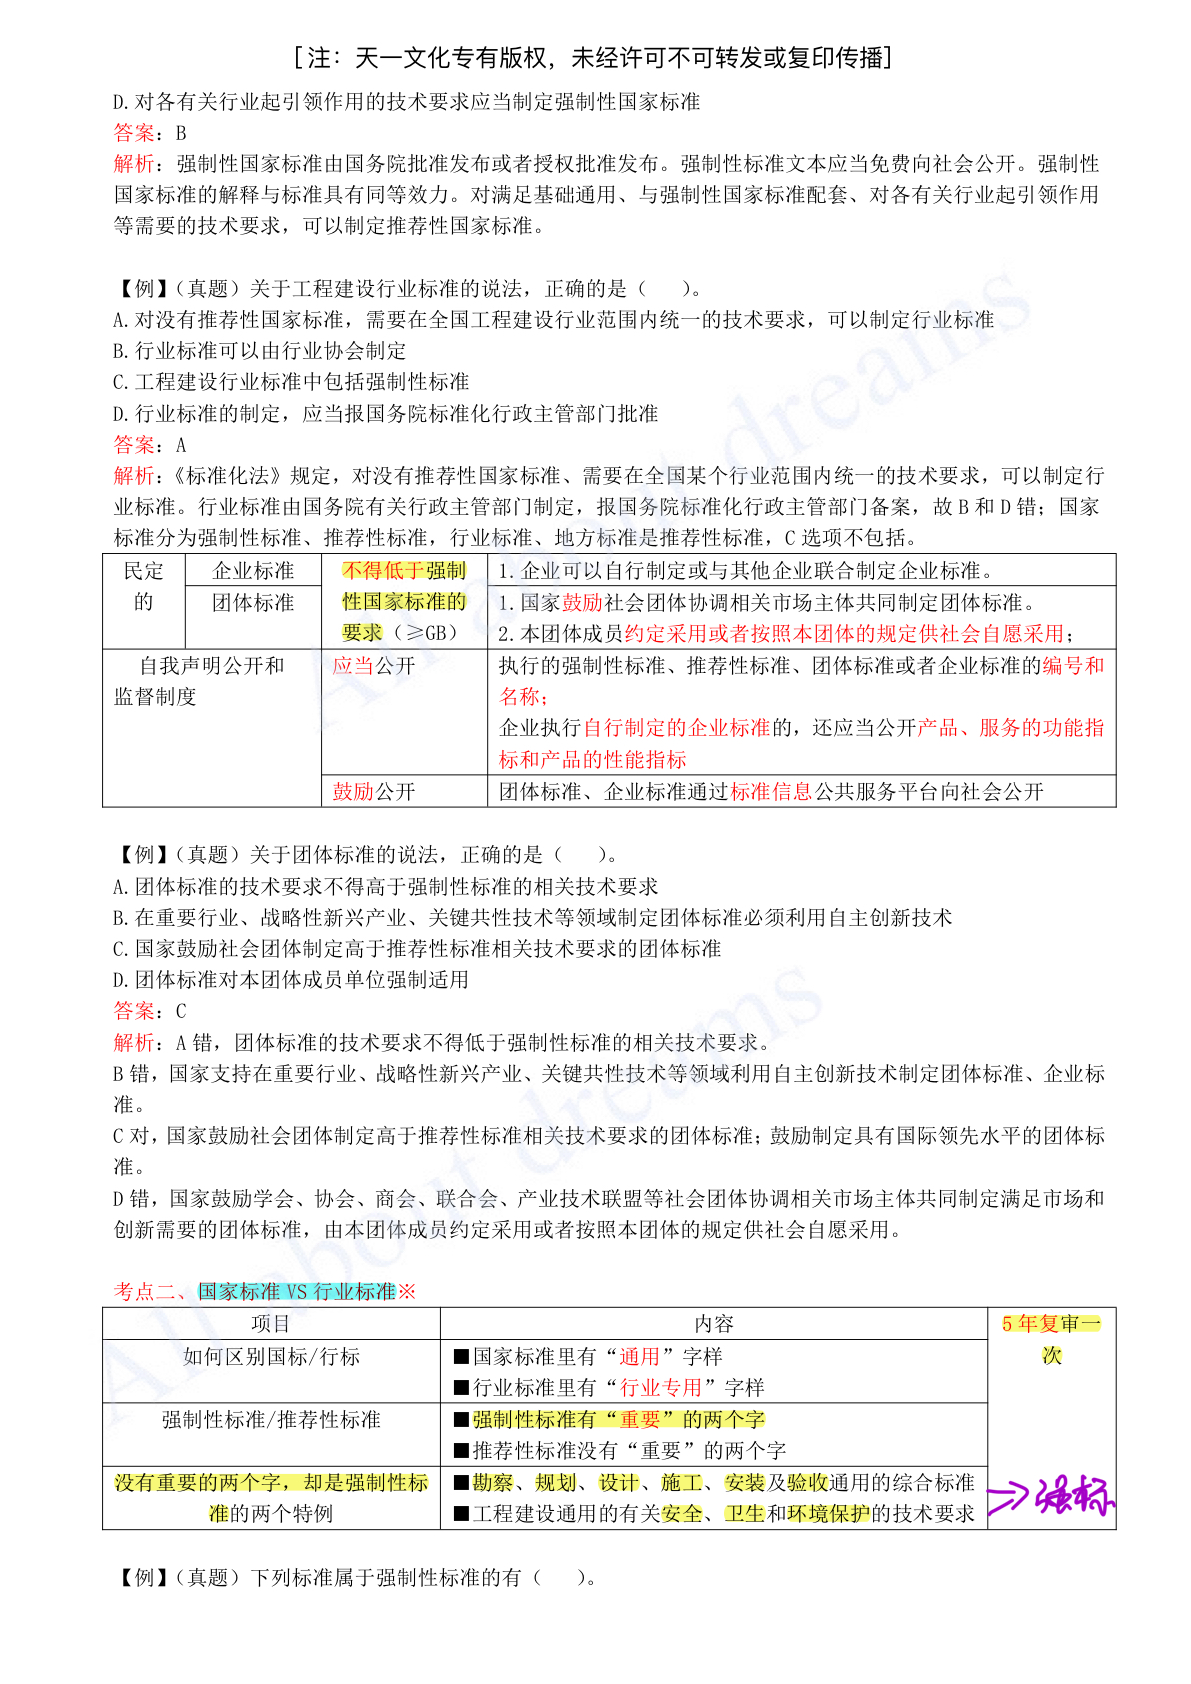 [注：天一文化专有版权，未经许可不可转发或复印传播]
D.对各有关行业起引领作用的技术要求应当制定强制性国家标准
答案：B
解析：强制性国家标准由国务院批准发布或者授权批准发布。强制性标准文本应当免费向社会公开。强制性
国家标准的解释与标准具有同等效力。对满足基础通用、与强制性国家标准配套、对各有关行业起引领作用
等需要的技术要求，可以制定推荐性国家标准。
【例】（真题）关于工程建设行业标准的说法，正确的是（　　）。
A.对没有推荐性国家标准，需要在全国工程建设行业范围内统一的技术要求，可以制定行业标准
B.行业标准可以由行业协会制定
C.工程建设行业标准中包括强制性标准
D.行业标准的制定，应当报国务院标准化行政主管部门批准
答案：A
解析：《标准化法》规定，对没有推荐性国家标准、需要在全国某个行业范围内统一的技术要求，可以制定行
业标准。行业标准由国务院有关行政主管部门制定，报国务院标准化行政主管部门备案，故 B 和 D 错；国家
标准分为强制性标准、推荐性标准，行业标准、地方标准是推荐性标准，C 选项不包括。
民定 企业标准 不得低于强制 1.企业可以自行制定或与其他企业联合制定企业标准。
的 团体标准 性国家标准的 1.国家鼓励社会团体协调相关市场主体共同制定团体标准。
要求（≥GB） 2.本团体成员约定采用或者按照本团体的规定供社会自愿采用；
自我声明公开和 应当公开 执行的强制性标准、推荐性标准、团体标准或者企业标准的编号和
监督制度 名称；
企业执行自行制定的企业标准的，还应当公开产品、服务的功能指
标和产品的性能指标
鼓励公开 团体标准、企业标准通过标准信息公共服务平台向社会公开
【例】（真题）关于团体标准的说法，正确的是（　　）。
A.团体标准的技术要求不得高于强制性标准的相关技术要求
B.在重要行业、战略性新兴产业、关键共性技术等领域制定团体标准必须利用自主创新技术
C.国家鼓励社会团体制定高于推荐性标准相关技术要求的团体标准
D.团体标准对本团体成员单位强制适用
答案：C
解析：A 错，团体标准的技术要求不得低于强制性标准的相关技术要求。
B 错，国家支持在重要行业、战略性新兴产业、关键共性技术等领域利用自主创新技术制定团体标准、企业标
准。
C 对，国家鼓励社会团体制定高于推荐性标准相关技术要求的团体标准；鼓励制定具有国际领先水平的团体标
准。
D 错，国家鼓励学会、协会、商会、联合会、产业技术联盟等社会团体协调相关市场主体共同制定满足市场和
创新需要的团体标准，由本团体成员约定采用或者按照本团体的规定供社会自愿采用。
考点二、国家标准 VS 行业标准※
项目 内容 5 年复审一
如何区别国标/行标 ■国家标准里有“通用”字样 次
■行业标准里有“行业专用”字样
强制性标准/推荐性标准 ■强制性标准有“重要”的两个字
■推荐性标准没有“重要”的两个字
没有重要的两个字，却是强制性标 ■勘察、规划、设计、施工、安装及验收通用的综合标准
准的两个特例 ■工程建设通用的有关安全、卫生和环境保护的技术要求
→强标
【例】（真题）下列标准属于强制性标准的有（　　）。
All about dreams
All about dreams